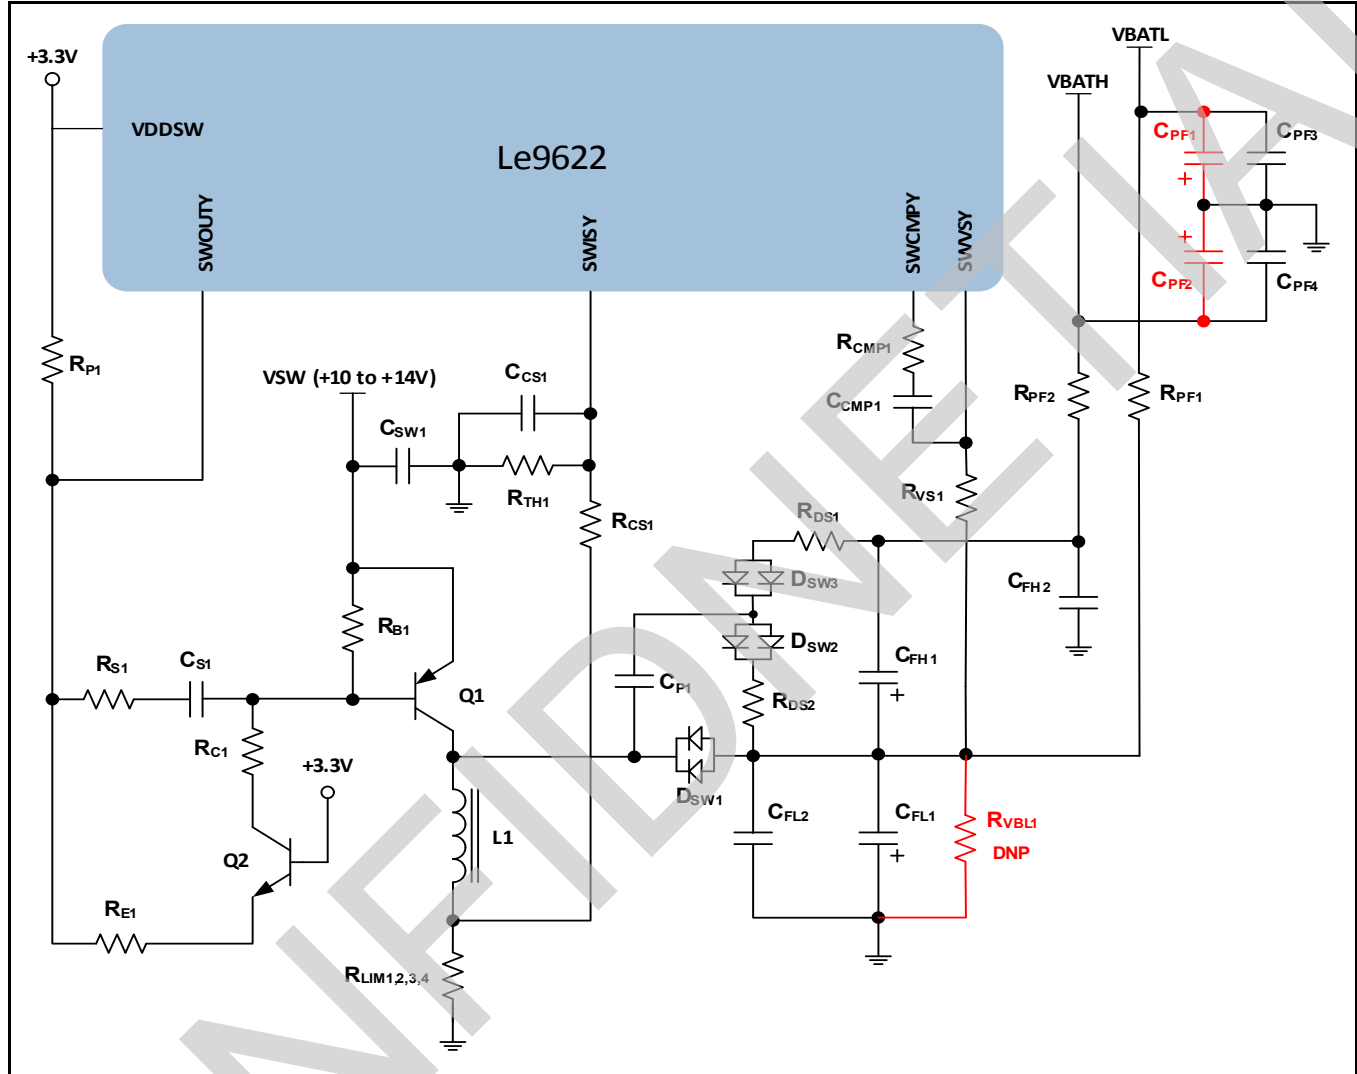 VBATL
+3.3V
VBATH
VDDSW
CPF1
CPF3
Le9622
+
SWOUTY
SWISY
SWCMPY
SWVSY
+
CPF2
CPF4
RCMP1
RP1
CCS1
VSW (+10 to +14V)
RPF2
RPF1
CCMP1
CSW1
RTH1
RVS1
RCS1
RDS1
DSW3
CFH2
RB1
DSW2
CFH1
RS1
CS1
CP1
Q1
+
RDS2
RC1
+3.3V
DSW1
CFL2
CFL1
RVBL1
L1
+
DNP
Q2
RE1
RLIM1,2,3,4
NFIDNETIA